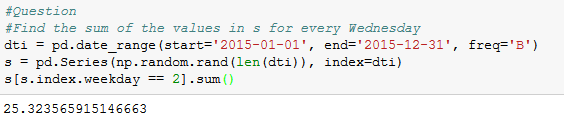 #Question
#Find the sum of the values in s for every Wednesday
dti = pd.date_range(start='2015-01-01', end='2015-12-31', freq='B')
s = pd.Series(np.random.rand(len(dti)), index=dti)
s[s.index.weekday == 2].sum()
25.323565915146663